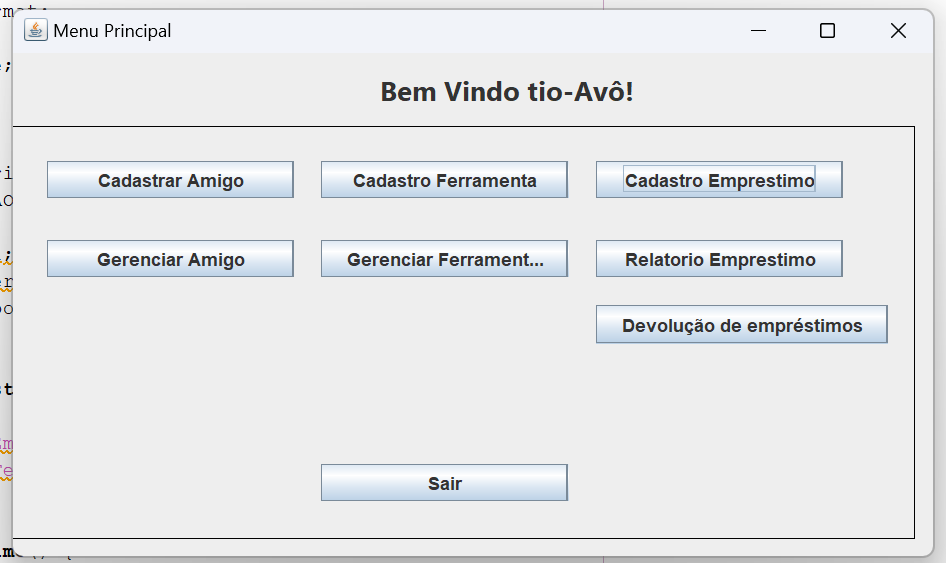 Menu Principal
Bem Vindo tio-Avô!
Cadastrar Amigo
Cadastro Ferramenta
Cadastro Emprestimo
Gerenciar Amigo
Gerenciar Ferrament...
Relatorio Emprestimo
Devolução de empréstimos
Sair